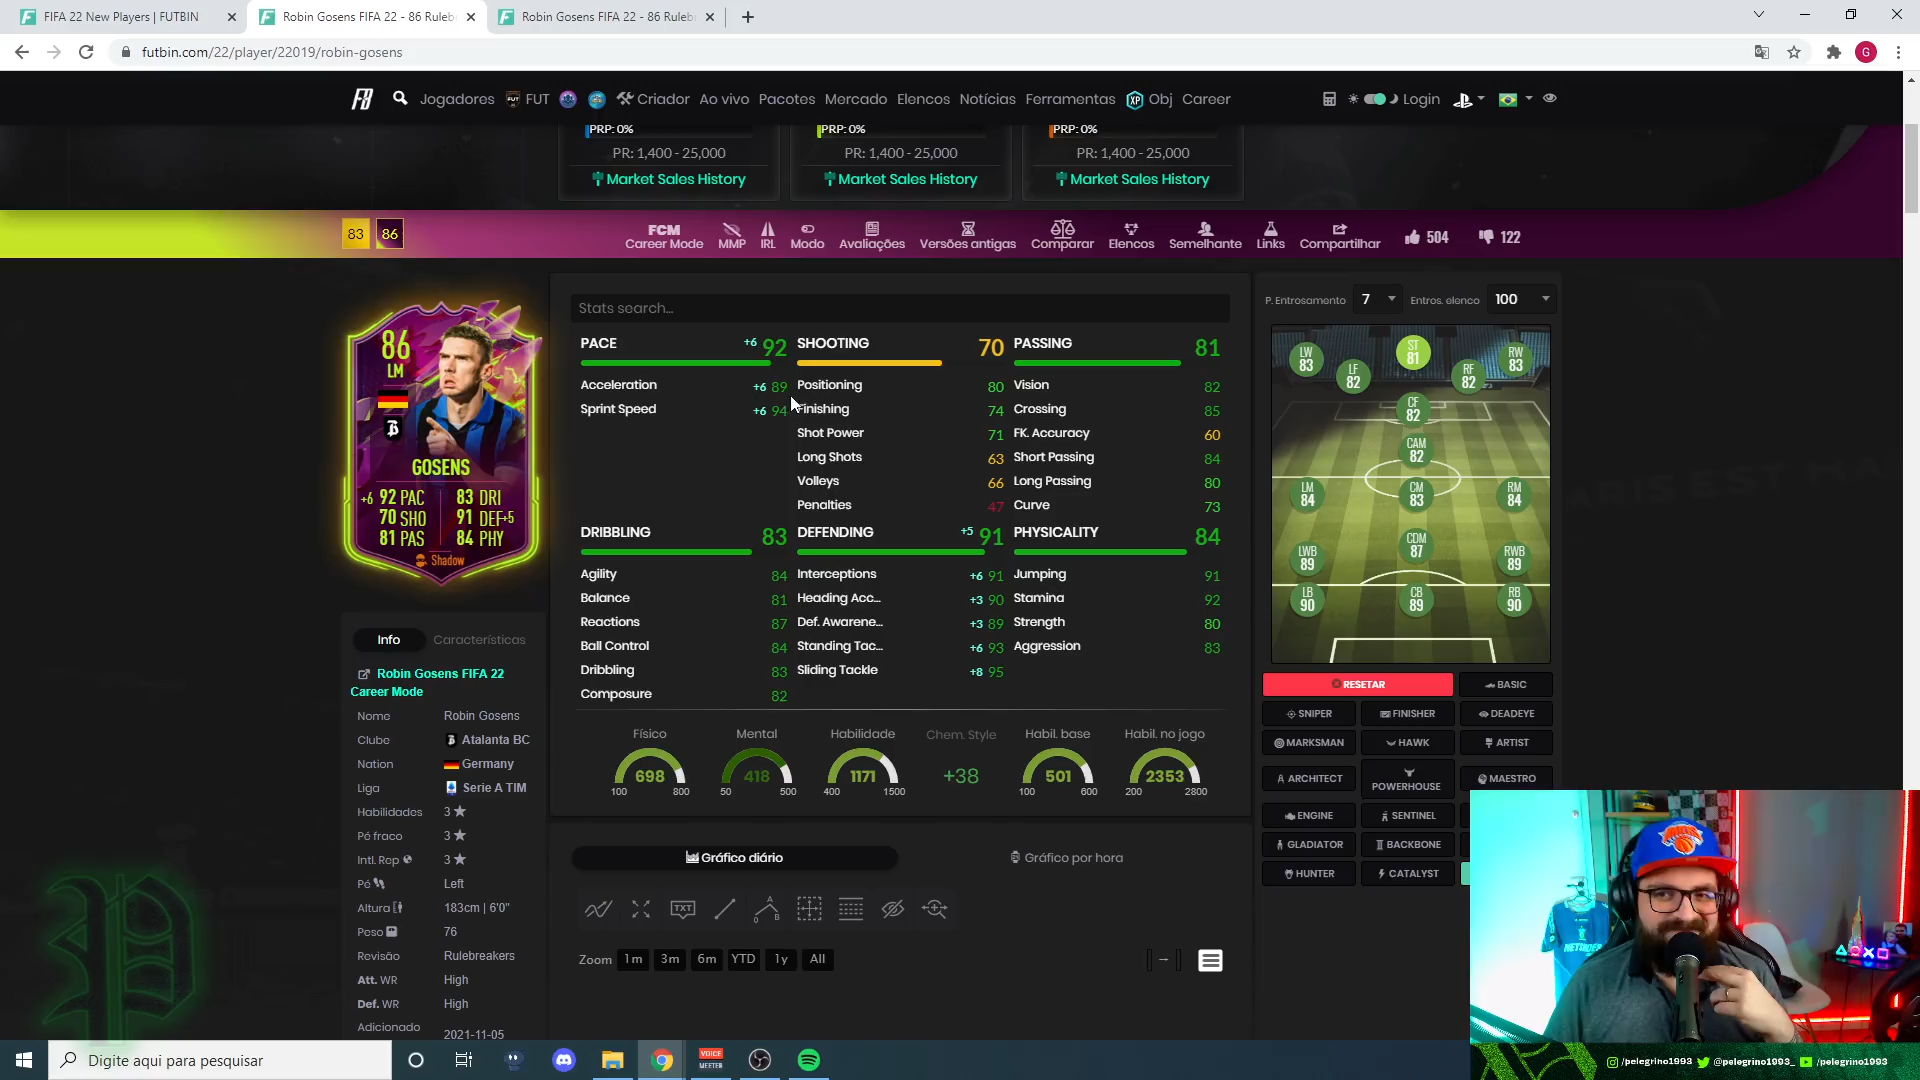 FIFA 22 New Players | FUTBIN
Robin Gosens FIFA 22 - 86 Rulebr
Robin Gosens FIFA 22 - 86 Ruleb
futbin.com/22/player/22019/robin-gosens
G
FB Jogadores FUT Criador Ao vivo Pacotes Mercado Elencos Notícias Ferramentas XP Obj Career Login
PRP: 0% PRP: 0% PRP: 0%
PR: 1,400 - 25,000 PR: 1,400 - 25,000 PR: 1,400 - 25,000
Market Sales History Market Sales History Market Sales History
83 86
FCM
Career Mode MMP IRL Modo Avaliações Versões antigas Comparar Elencos Semelhante Links Compartilhar 504 122
Stats search...
P. Entrosamento 7 Entros. elenco 100
86
LM
GOSENS
+6 92 PAC 83 DRI
70 SHO 91 DEF+5
81 PAS 84 PHY
Shadow
PACE +6 92
Acceleration +6 89
Sprint Speed +6 94
SHOOTING 70
Positioning 80
Finishing 74
Shot Power 71
Long Shots 63
Volleys 66
Penalties 47
PASSING 81
Vision 82
Crossing 85
FK. Accuracy 60
Short Passing 84
Long Passing 80
Curve 73
DRIBBLING 83
Agility 84
Balance 81
Reactions 87
Ball Control 84
Dribbling 83
Composure 82
DEFENDING +5 91
Interceptions +6 91
Heading Acc... +3 90
Def. Awarene... +3 89
Standing Tac... +6 93
Sliding Tackle +8 95
PHYSICALITY 84
Jumping 91
Stamina 92
Strength 80
Aggression 83
Físico Mental Habilidade Chem. Style Habil. base Habil. no jogo
698 418 1171 +38 501 2353
100 800 50 500 400 1500 100 600 200 2800
LW 83
ST 81
RW 83
LF 82
RF 82
CF 82
CAM 82
LM 84
CM 83
RM 84
CDM 87
LWB 89
RWB 89
LB 90
CB 89
RB 90
RESETAR BASIC
SNIPER FINISHER DEADEYE
MARKSMAN HAWK ARTIST
ARCHITECT POWERHOUSE MAESTRO
ENGINE SENTINEL
GLADIATOR BACKBONE
HUNTER CATALYST
Info Características
Robin Gosens FIFA 22
Career Mode
Nome Robin Gosens
Clube Atalanta BC
Nation Germany
Liga Serie A TIM
Habilidades 3
Pé fraco 3
Intl. Rep 3
Pé Left
Altura 183cm | 6'0"
Peso 76
Revisão Rulebreakers
Att. WR High
Def. WR High
Adicionado 2021-11-05
Gráfico diário Gráfico por hora
TXT
Zoom 1m 3m 6m YTD 1y All
P
Digite aqui para pesquisar
VOICE
MEETER
/pelegrino1993 @pelegrino1993_ /pelegrino1993